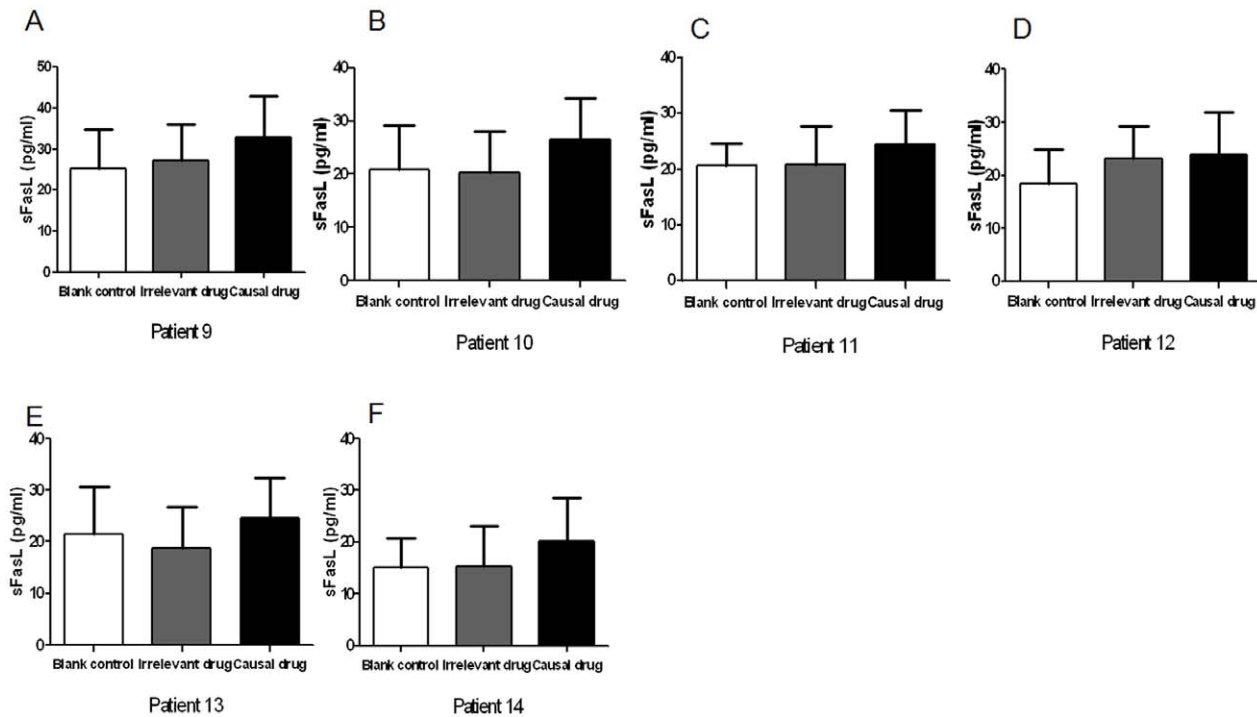 A
sFasL (pg/ml)
50
40
30
20
10
0
Blank control Irrelevant drug Causal drug
Patient 9
B
sFasL (pg/ml)
40
30
20
10
0
Blank control Irrelevant drug Causal drug
Patient 10
C
sFasL (pg/ml)
40
30
20
10
0
Blank control Irrelevant drug Causal drug
Patient 11
D
sFasL (pg/ml)
40
30
20
10
0
Blank control Irrelevant drug Causal drug
Patient 12
E
sFasL (pg/ml)
40
30
20
10
0
Blank control Irrelevant drug Causal drug
Patient 13
F
sFasL (pg/ml)
40
30
20
10
0
Blank control Irrelevant drug Causal drug
Patient 14